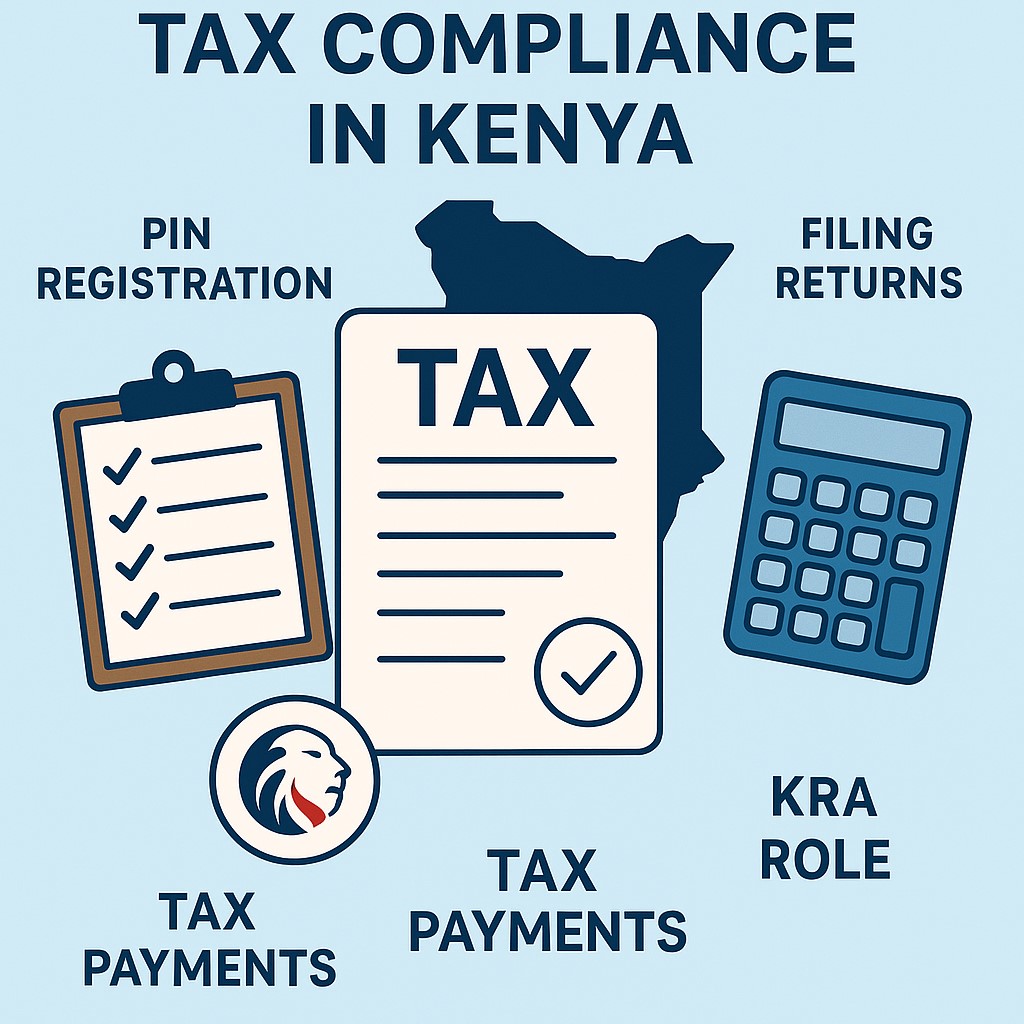 TAX COMPLIANCE
IN KENYA
PIN
REGISTRATION
FILING
RETURNS
TAX
KRA
ROLE
TAX
PAYMENTS
TAX
PAYMENTS